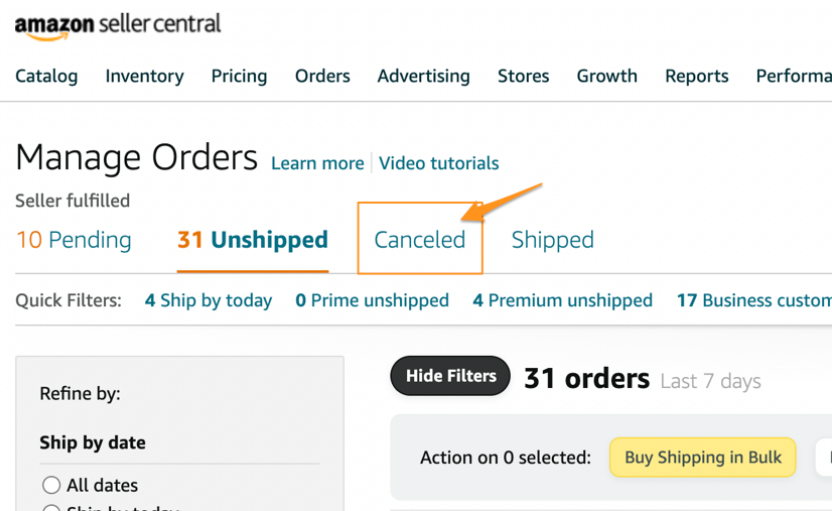 amazon seller central
Catalog Inventory Pricing Orders Advertising Stores Growth Reports
Manage Orders Learn more Video tutorials
Seller fulfilled
10 Pending 31 Unshipped Canceled Shipped
Quick Filters: 4 Ship by today 0 Prime unshipped 4 Premium unshipped 17 Business
Hide Filters 31 orders Last 7 days
Refine by:
Ship by date
Action on 0 selected: Buy Shipping in Bulk
All dates
Ship by today